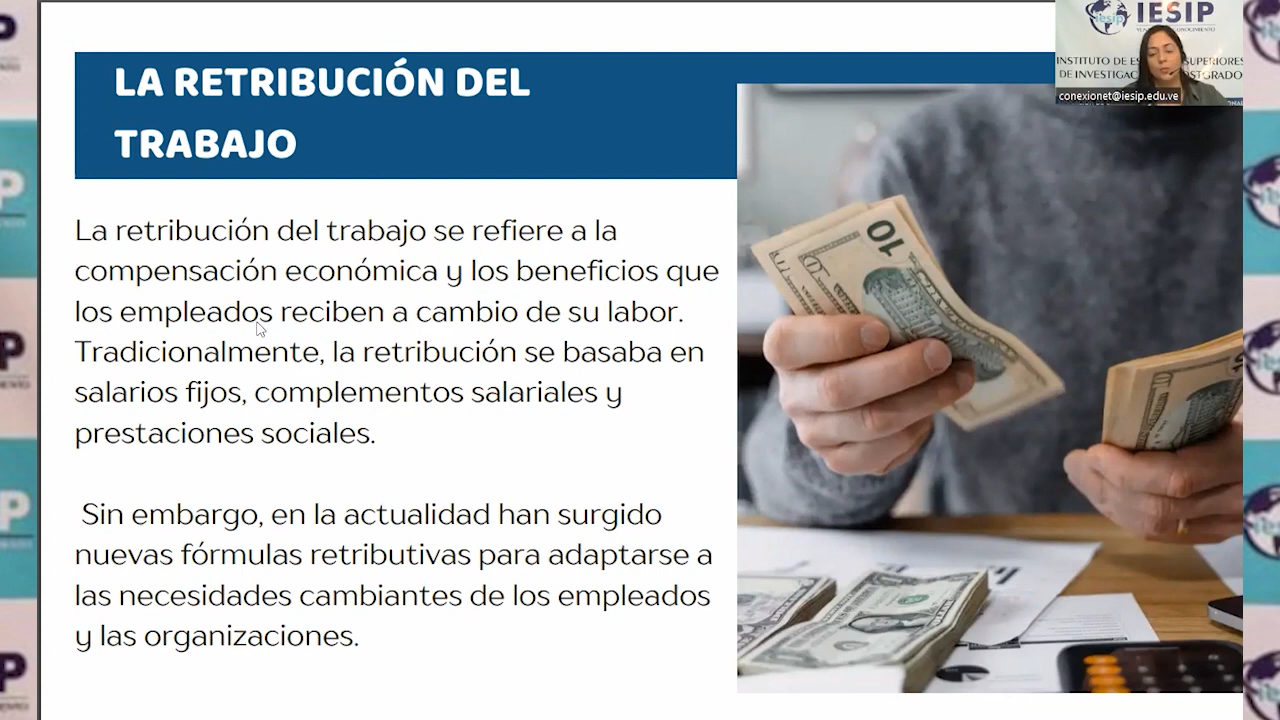 LA RETRIBUCIÓN DEL
TRABAJO
La retribución del trabajo se refiere a la
compensación económica y los beneficios que
los empleados reciben a cambio de su labor.
Tradicionalmente, la retribución se basaba en
salarios fijos, complementos salariales y
prestaciones sociales.
Sin embargo, en la actualidad han surgido
nuevas fórmulas retributivas para adaptarse a
las necesidades cambiantes de los empleados
y las organizaciones.
IESIP
INSTITUTO DE SUPERIORES
DE
conexionet@iesip.edu.ve
10